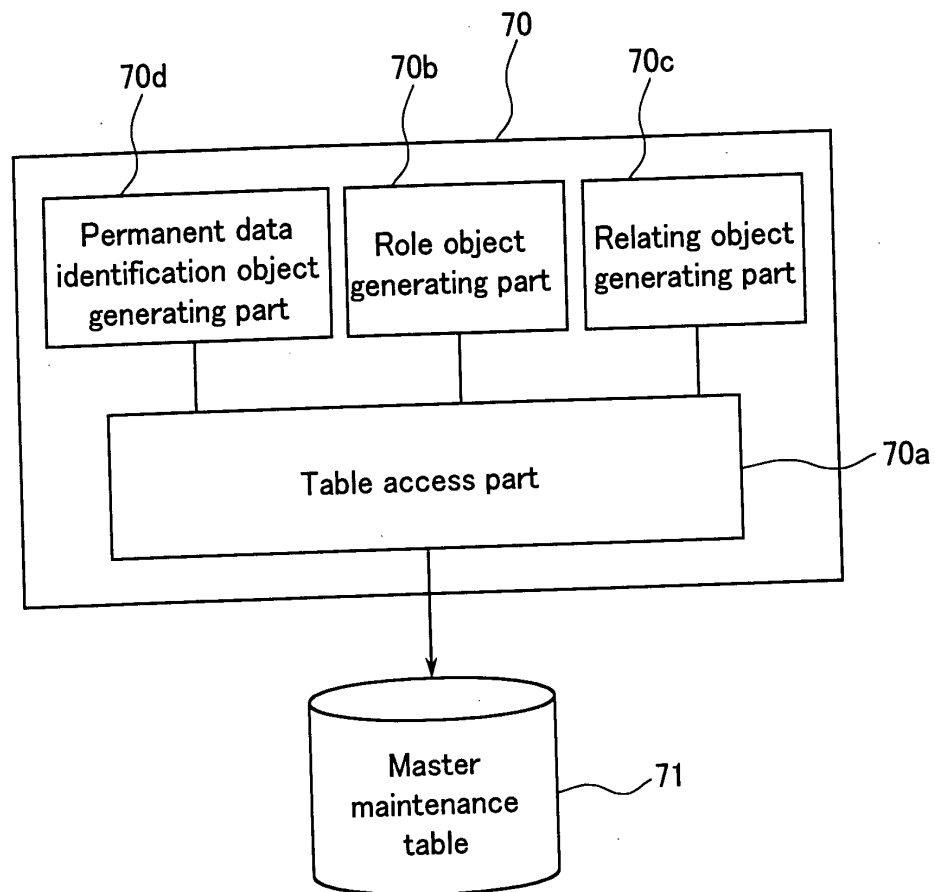 70
70d
70b
70c
Permanent data
identification object
generating part
Role object
generating part
Relating object
generating part
Table access part
70a
Master
maintenance
table
71